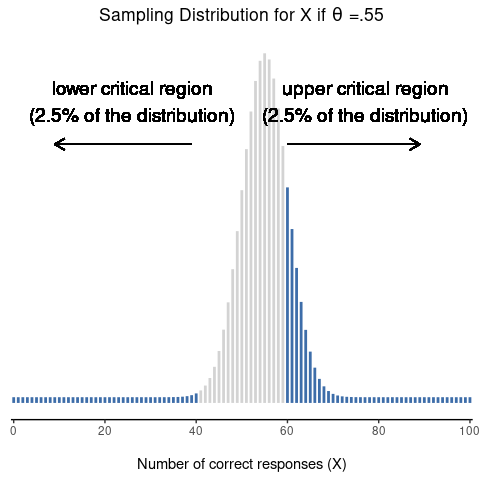 Sampling Distribution for X if θ =.55
lower critical region
(2.5% of the distribution)
upper critical region
(2.5% of the distribution)
0 20 40 60 80 100
Number of correct responses (X)